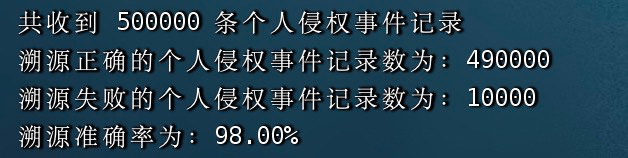 共收到 500000 条个人侵权事件记录
溯源正确的个人侵权事件记录数为：490000
溯源失败的个人侵权事件记录数为：10000
溯源准确率为：98.00%